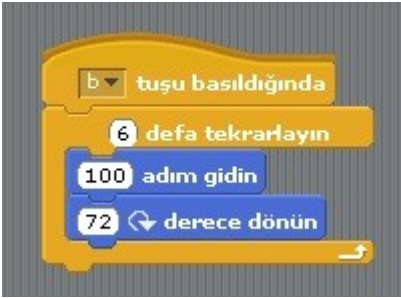 b tuşu basıldığında
6 defa tekrarlayın
100 adım gidin
72 derece dönün